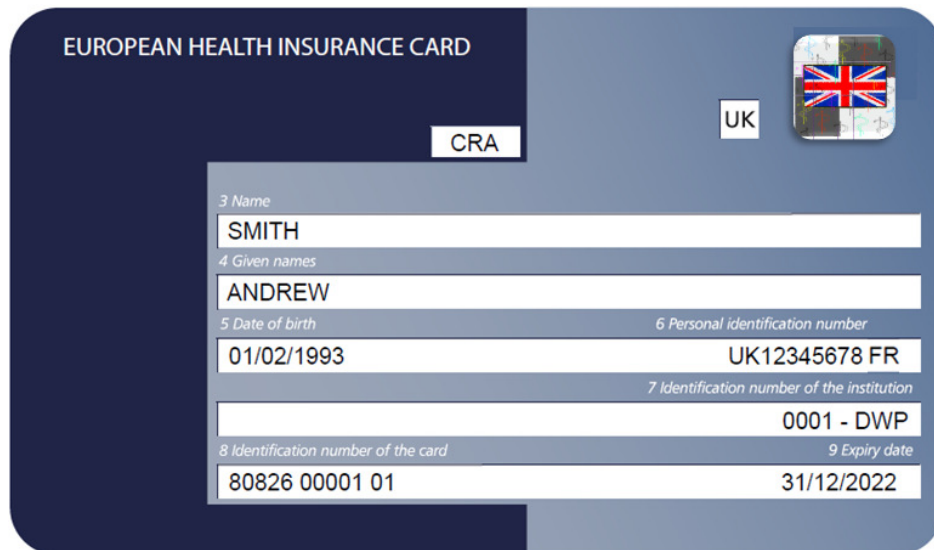 EUROPEAN HEALTH INSURANCE CARD
UK
CRA
3 Name
SMITH
4 Given names
ANDREW
5 Date of birth 6 Personal identification number
01/02/1993 UK12345678 FR
7 Identification number of the institution
0001 - DWP
8 Identification number of the card 9 Expiry date
80826 00001 01 31/12/2022